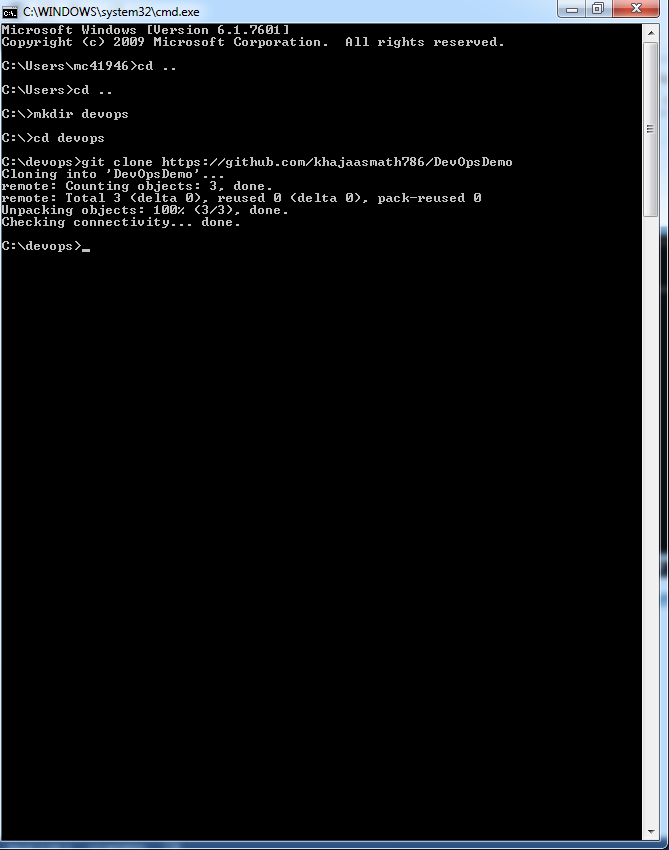 C:\WINDOWS\system32\cmd.exe
Microsoft Windows [Version 6.1.7601]
Copyright (c) 2009 Microsoft Corporation.  All rights reserved.
C:\Users\mc41946>cd ..
C:\Users>cd ..
C:\>mkdir devops
C:\>cd devops
C:\devops>git clone https://github.com/khajaasmath786/DevOpsDemo
Cloning into 'DevOpsDemo'...
remote: Counting objects: 3, done.
remote: Total 3 (delta 0), reused 0 (delta 0), pack-reused 0
Unpacking objects: 100% (3/3), done.
Checking connectivity... done.
C:\devops>_